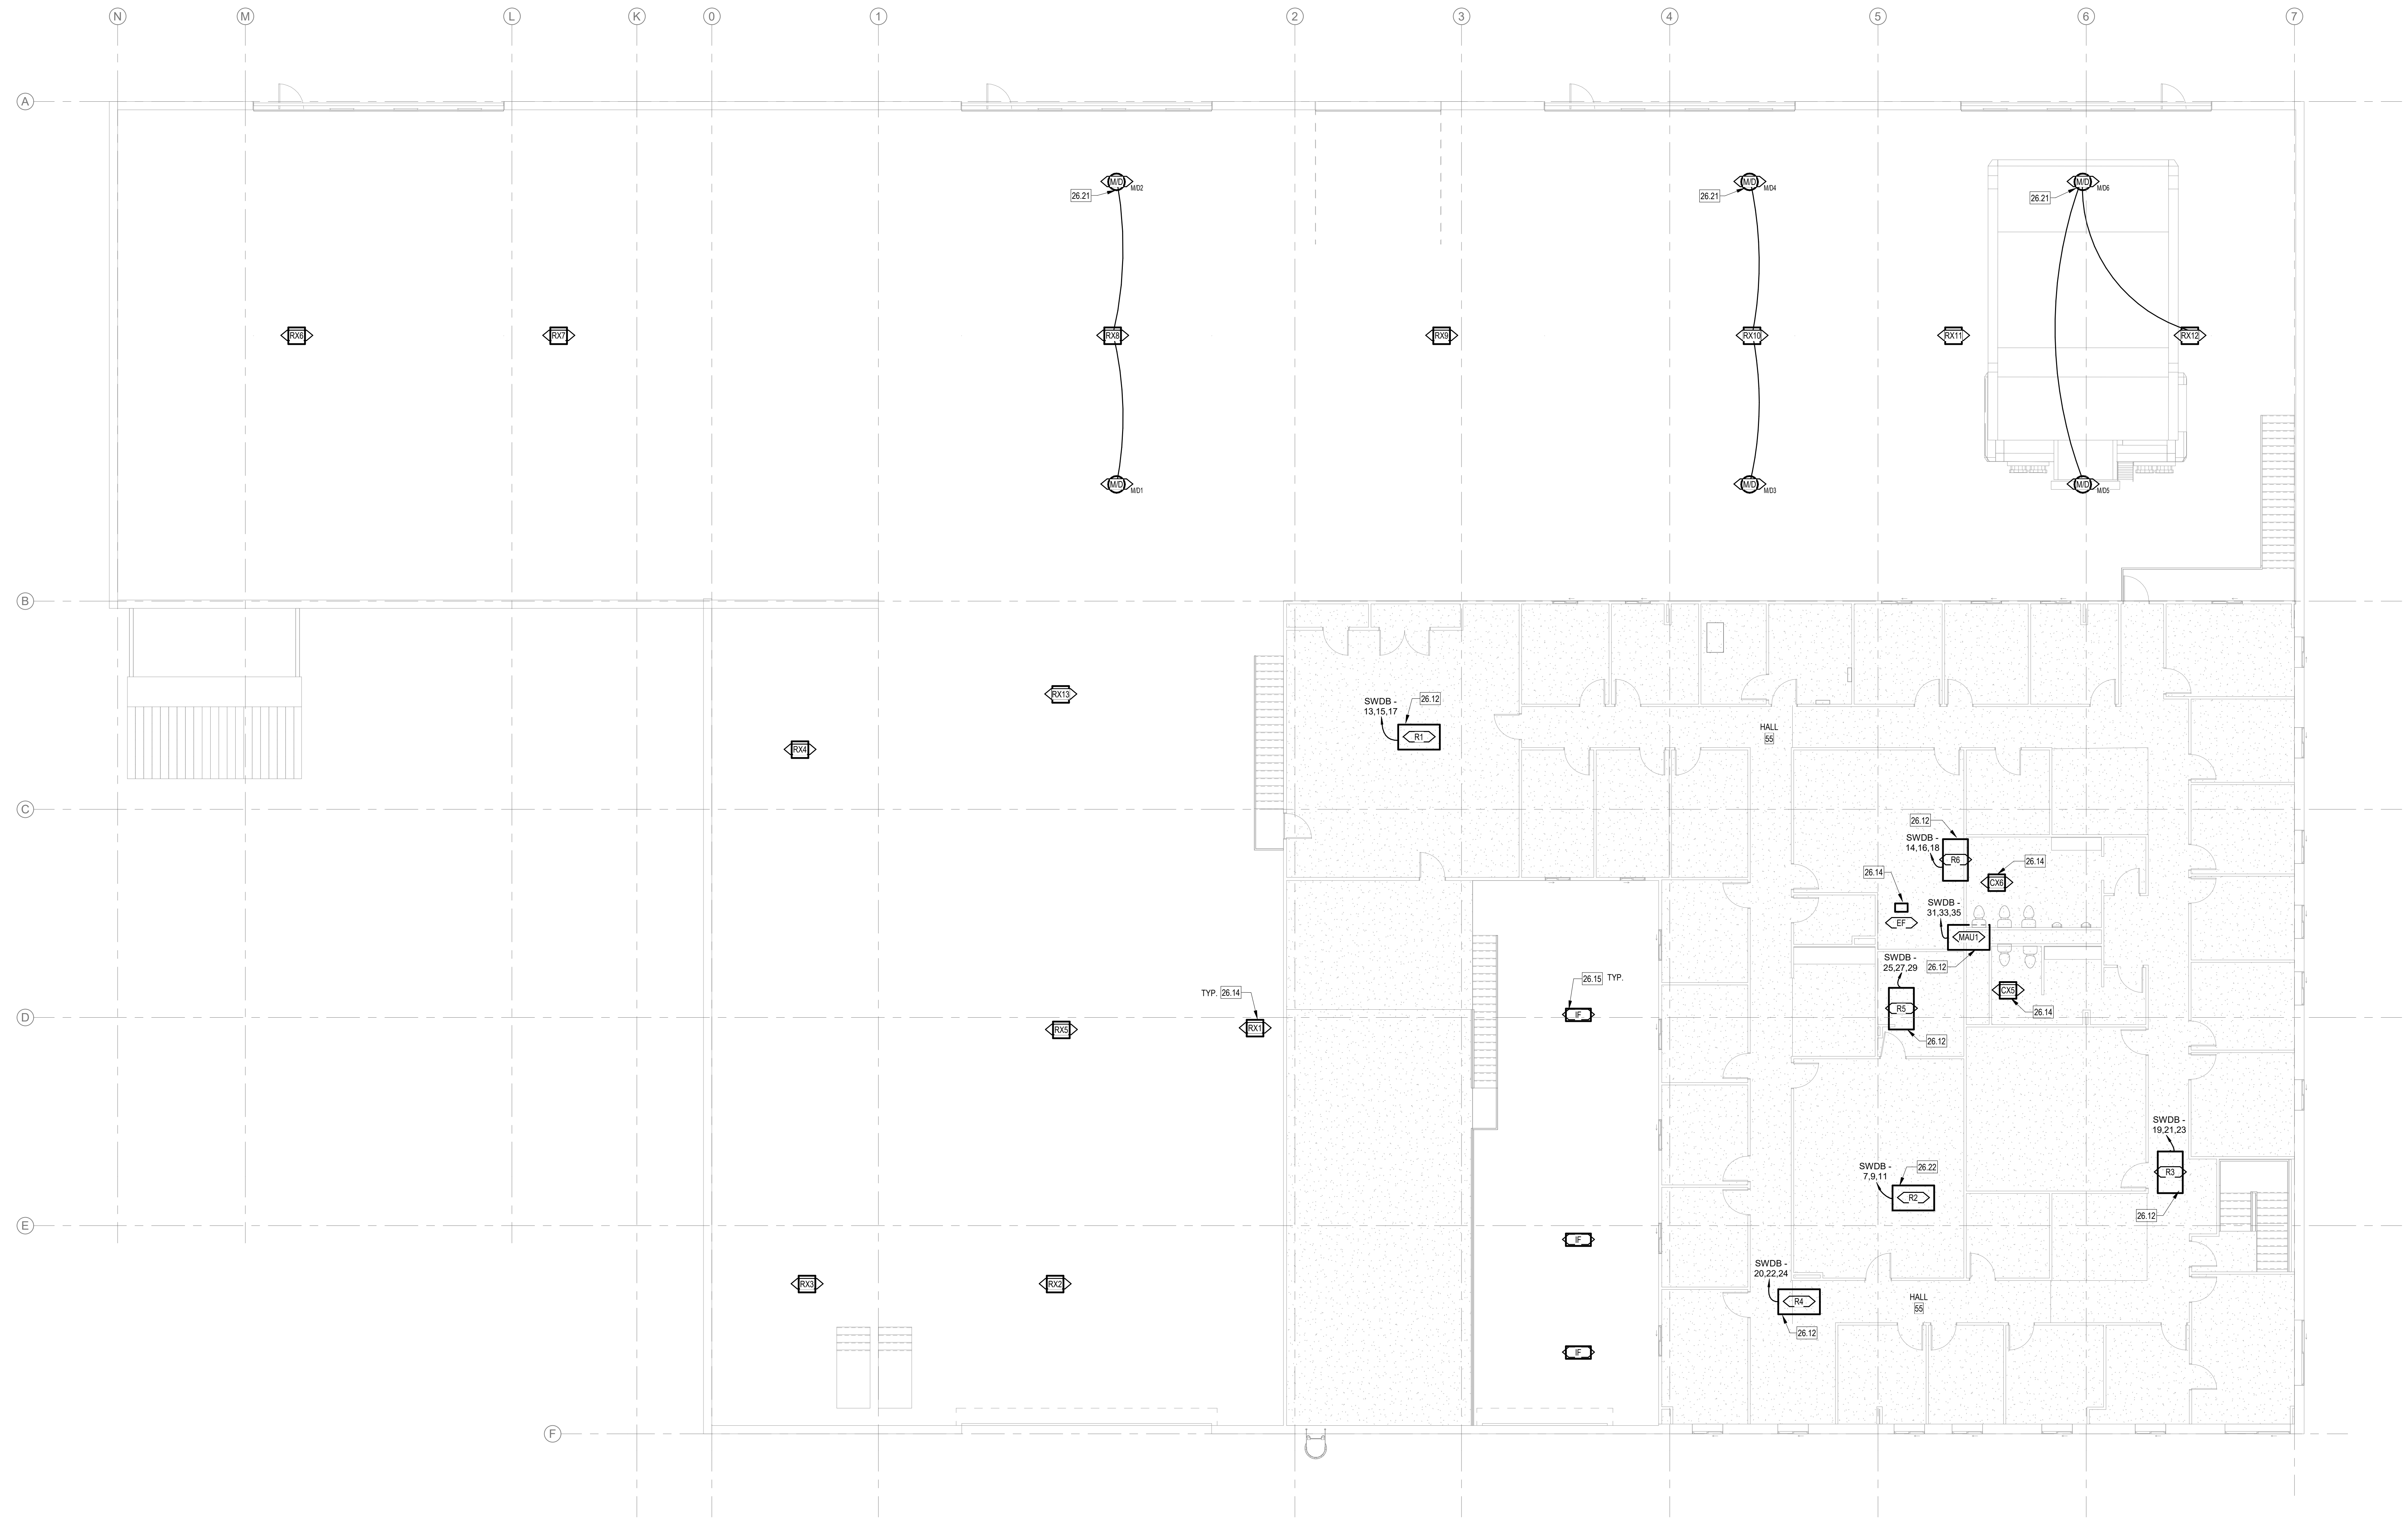 N M L K 0 1 2 3 4 5 6 7
A
M/D M/D2
26.21
M/D M/D4
26.21
M/D M/D6
26.21
RX6
RX7
RX8
RX9
RX10
RX11
RX12
M/D M/D1
M/D M/D3
M/D M/D5
B
RX13
RX4
SWDB -
13,15,17
26.12
R1
HALL
55
C
26.12
SWDB -
14,16,18
R6
26.14
CX6
26.14
EF
SWDB -
31,33,35
MAU1
26.12
SWDB -
25,27,29
R5
26.12
CX5
26.14
26.15 TYP.
IF
TYP. 26.14
RX1
RX5
D
SWDB -
19,21,23
R3
26.12
SWDB -
7,9,11
26.22
R2
E
IF
RX3
RX2
SWDB -
20,22,24
R4
26.12
HALL
55
IF
F